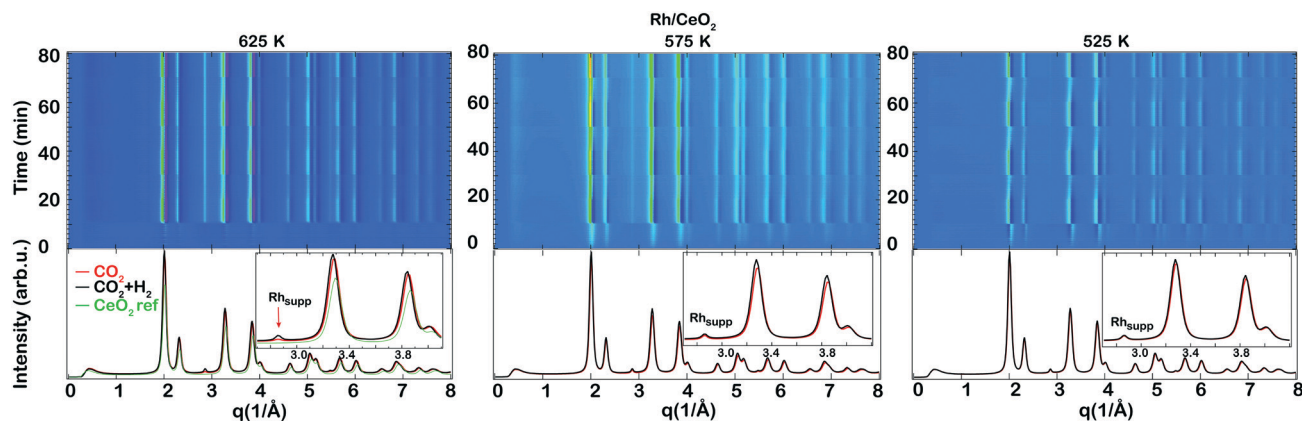 Rh/CeO2
625 K
575 K
525 K
80
60
40
20
0
Time (min)
80
60
40
20
0
80
60
40
20
0
Intensity (arb.u.)
CO2
CO2+H2
CeO2 ref
Rhsupp
3.0 3.4 3.8
Rhsupp
3.0 3.4 3.8
Rhsupp
3.0 3.4 3.8
0 1 2 3 4 5 6 7 8
0 1 2 3 4 5 6 7 8
0 1 2 3 4 5 6 7 8
q(1/Å)
q(1/Å)
q(1/Å)